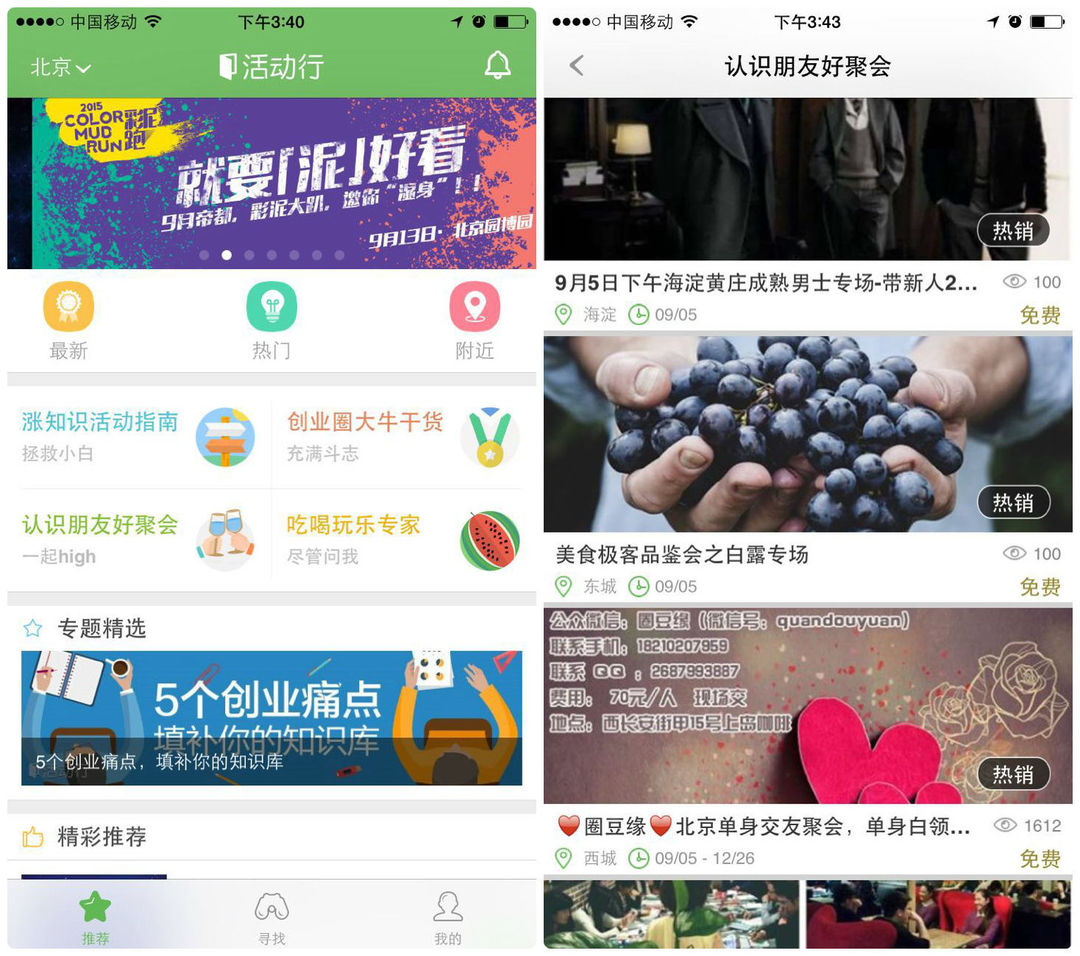 中国移动 下午3:40
北京 活动行
2015
COLOR 彩泥跑
MUD
RUN
就要「泥」好看
9月帝都，彩泥大趴，邀你“湿身”！！
9月13日·北京园博园
最新 热门 附近
涨知识活动指南
拯救小白
创业圈大牛干货
充满斗志
认识朋友好聚会
一起high
吃喝玩乐专家
尽管问我
专题精选
5个创业痛点
填补你的知识库
5个创业痛点，填补你的知识库
活动行
精彩推荐
推荐 寻找 我的
中国移动 下午3:43
认识朋友好聚会
热销
9月5日下午海淀黄庄成熟男士专场-带新人2... 100
海淀 09/05 免费
热销
美食极客品鉴会之白露专场 100
东城 09/05 免费
公众微信：圈豆缘（微信号：quandouyuan）
联系手机：18210207959
联系 QQ：2687993887
费用： 70元/人 现场交
地点：西长安街甲15号上岛咖啡
热销
❤️圈豆缘❤️北京单身交友聚会，单身白领... 1612
西城 09/05 - 12/26 免费